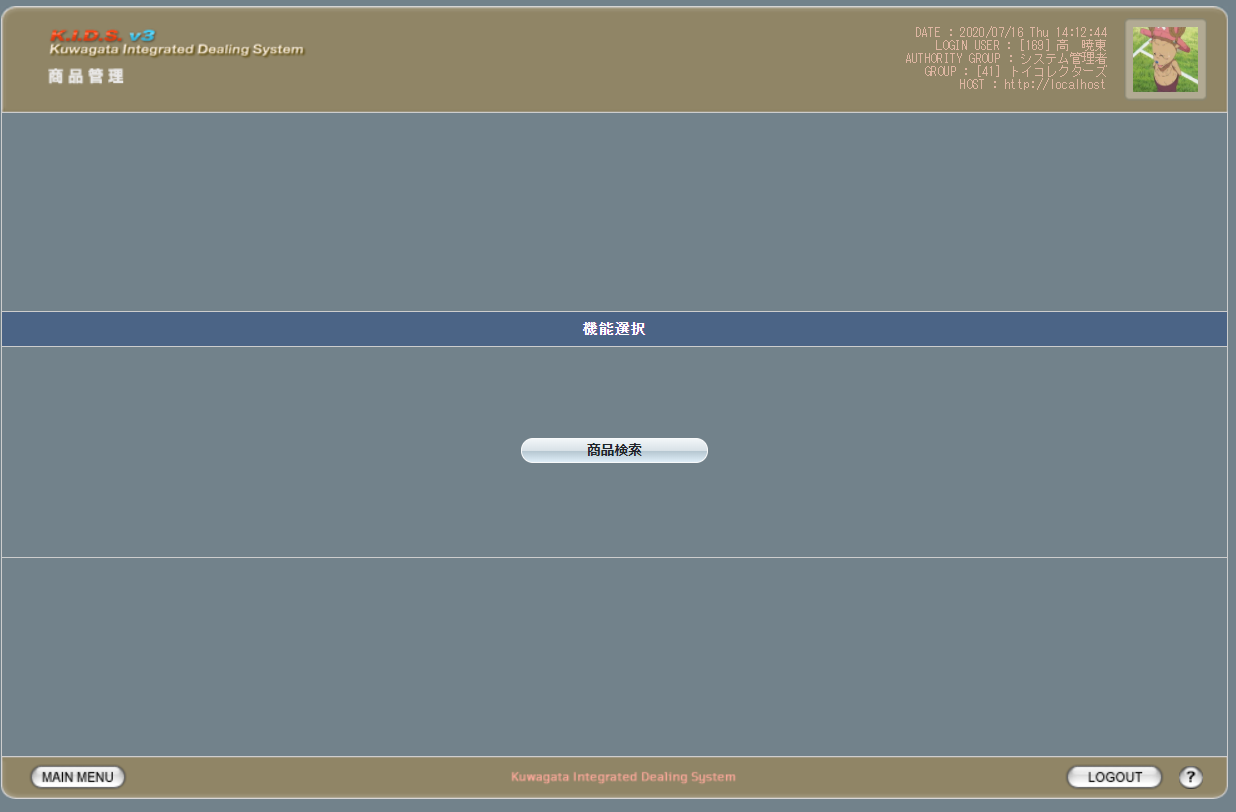 K.I.D.S. v3
Kuwagata Integrated Dealing System
商品管理
DATE : 2020/07/16 Thu 14:12:44
LOGIN USER : [169] 高　暁東
AUTHORITY GROUP : システム管理者
GROUP : [41] トイコレクターズ
HOST : http://localhost
機能選択
商品検索
MAIN MENU
Kuwagata Integrated Dealing System
LOGOUT
?